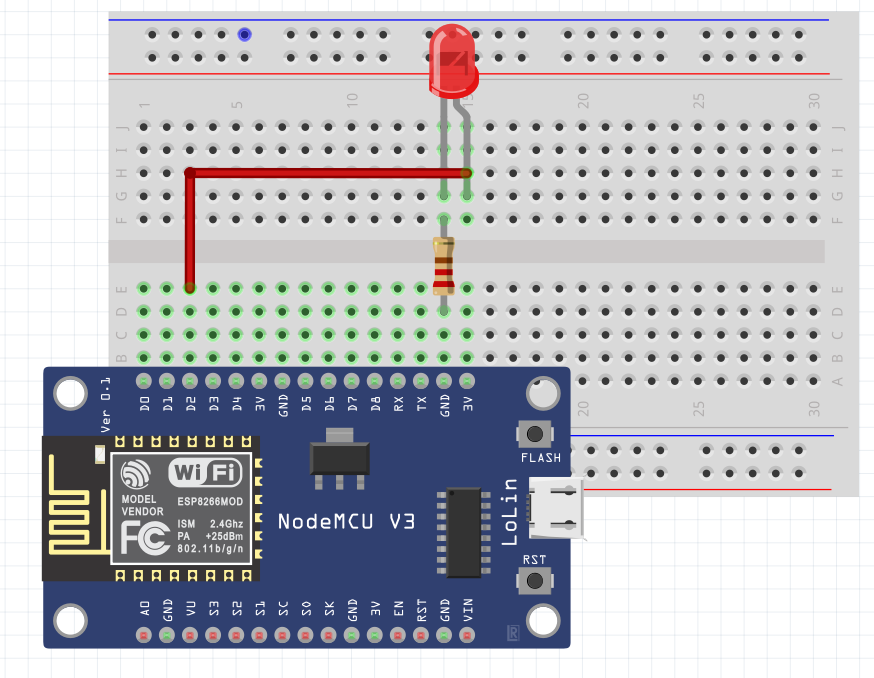 1 5 10 15 20 25 30
J J
I I
H H
G G
F F
E E
D D
C C
B B
A
20 25 30
Ver 0.1
D0 D1 D2 D3 D4 3V GND D5 D6 D7 D8 RX TX GND 3V
FLASH
WiFi
MODEL ESP8266MOD
VENDOR
ISM 2.4Ghz
PA +25dBm
802.11b/g/n
FC
NodeMCU V3
LoLin
RST
A0 GND VU S3 S2 S1 SC S0 SK GND 3V EN RST GND VIN